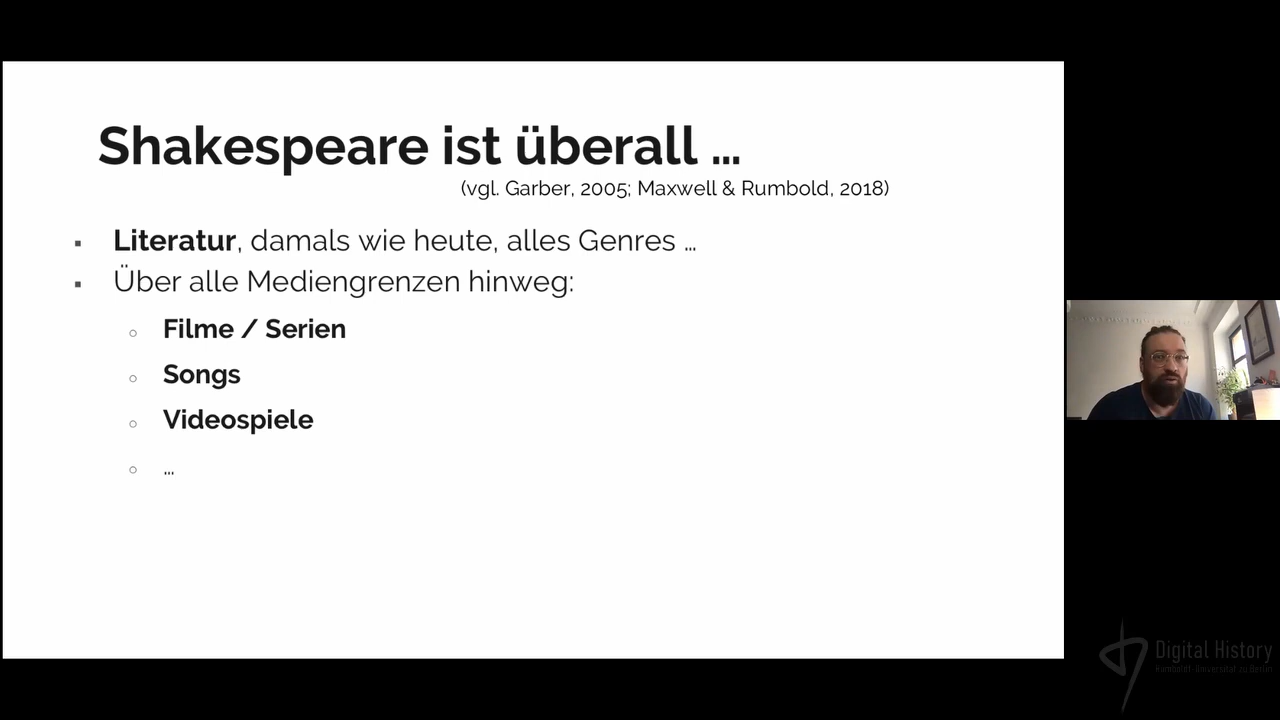 Shakespeare ist überall …
(vgl. Garber, 2005; Maxwell & Rumbold, 2018)
▪ Literatur, damals wie heute, alles Genres …
▪ Über alle Mediengrenzen hinweg:
○ Filme / Serien
○ Songs
○ Videospiele
○ …
Digital History
Humboldt-Universität zu Berlin